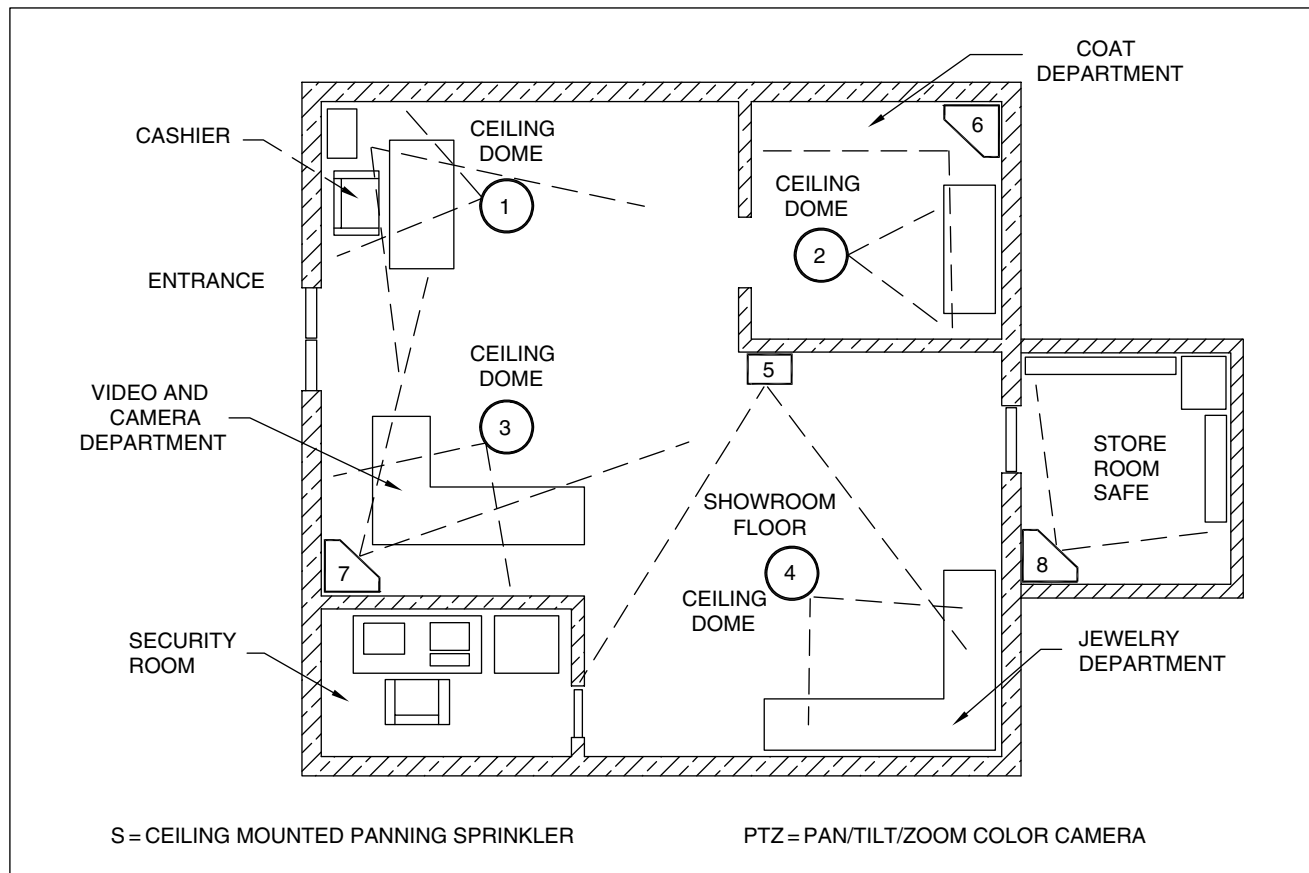 COAT
DEPARTMENT
CASHIER
CEILING
DOME
6
CEILING
DOME
1
2
ENTRANCE
CEILING
DOME
5
VIDEO AND
CAMERA
DEPARTMENT
3
STORE
ROOM
SAFE
SHOWROOM
FLOOR
7
4
8
CEILING
DOME
SECURITY
ROOM
JEWELRY
DEPARTMENT
S = CEILING MOUNTED PANNING SPRINKLER
PTZ = PAN/TILT/ZOOM COLOR CAMERA